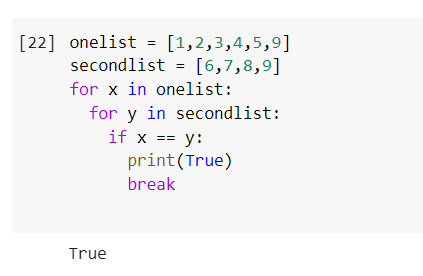 [22] onelist = [1,2,3,4,5,9]
secondlist = [6,7,8,9]
for x in onelist:
  for y in secondlist:
    if x == y:
      print(True)
      break
True